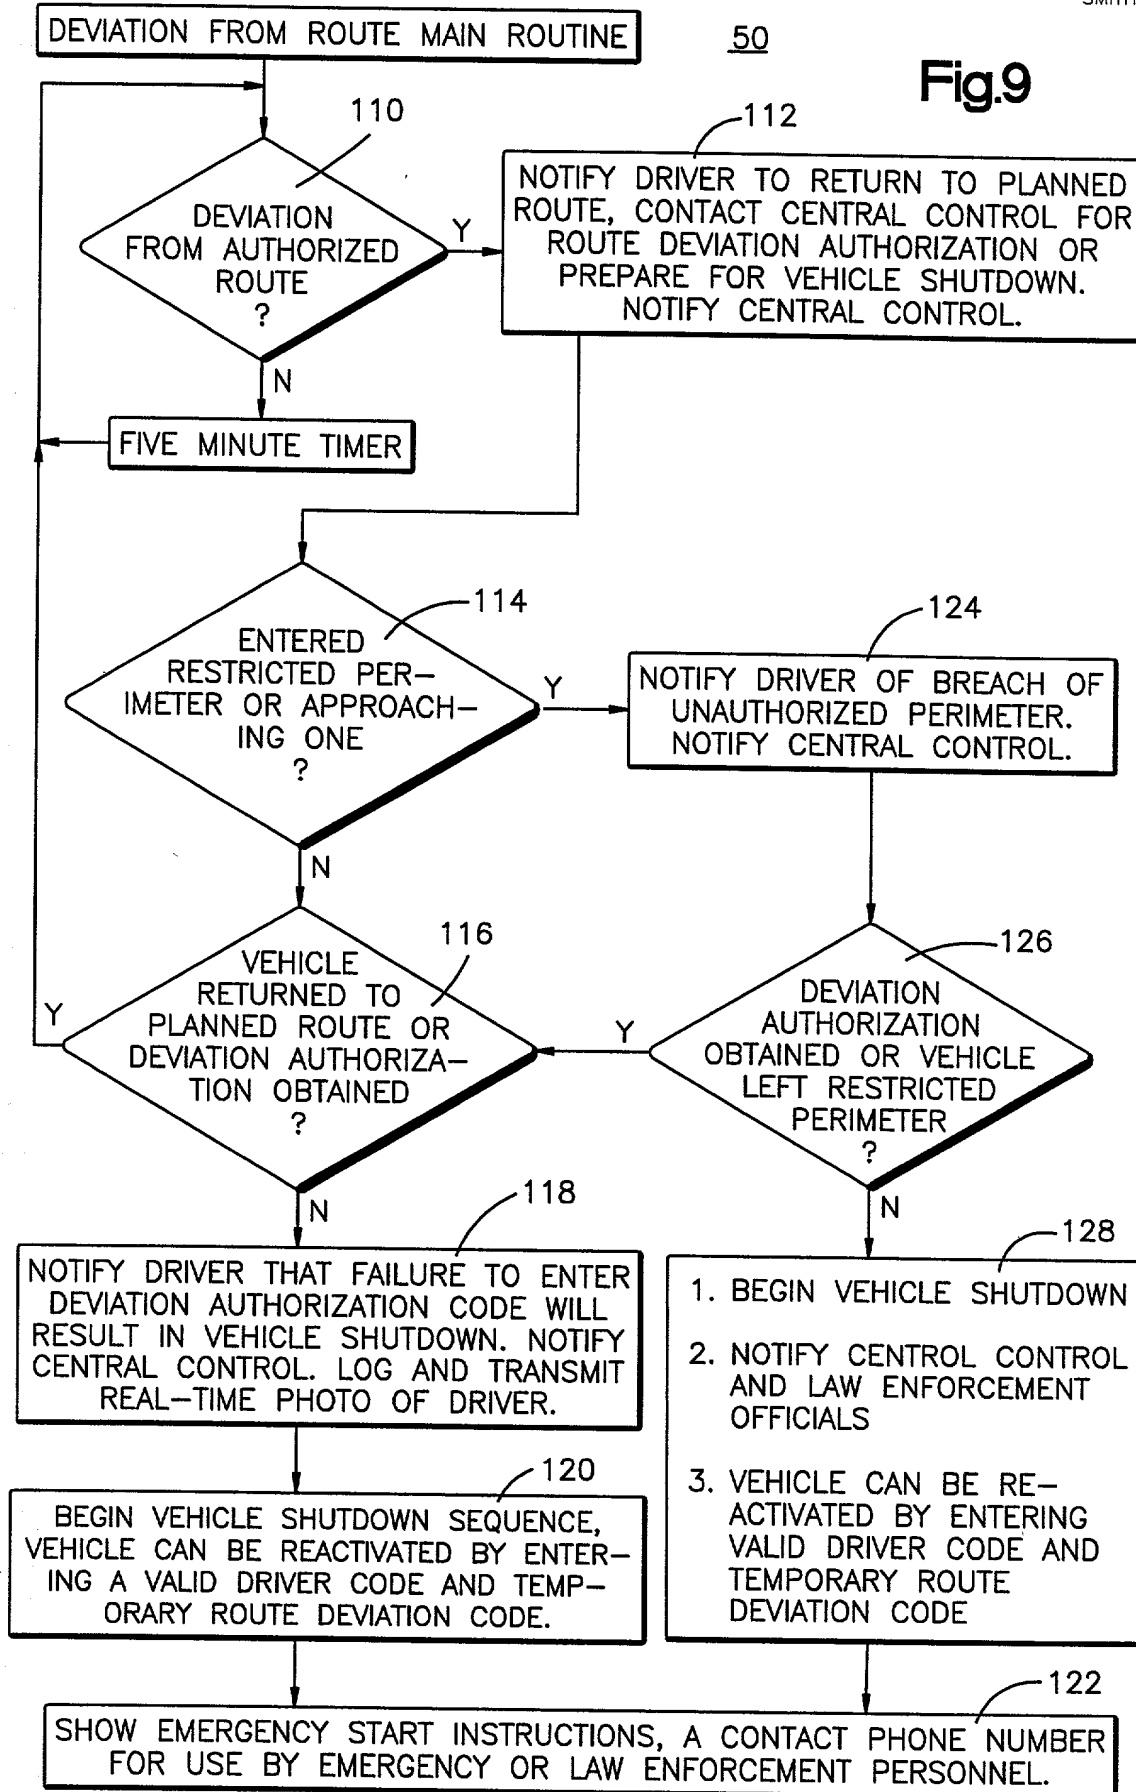 SMITH
DEVIATION FROM ROUTE MAIN ROUTINE
50
Fig.9
110
DEVIATION
FROM AUTHORIZED
ROUTE
?
Y
N
112
NOTIFY DRIVER TO RETURN TO PLANNED
ROUTE, CONTACT CENTRAL CONTROL FOR
ROUTE DEVIATION AUTHORIZATION OR
PREPARE FOR VEHICLE SHUTDOWN.
NOTIFY CENTRAL CONTROL.
FIVE MINUTE TIMER
114
ENTERED
RESTRICTED PER-
IMETER OR APPROACH-
ING ONE
?
Y
N
124
NOTIFY DRIVER OF BREACH OF
UNAUTHORIZED PERIMETER.
NOTIFY CENTRAL CONTROL.
116
VEHICLE
RETURNED TO
PLANNED ROUTE OR
DEVIATION AUTHORIZA-
TION OBTAINED
?
Y
N
126
DEVIATION
AUTHORIZATION
OBTAINED OR VEHICLE
LEFT RESTRICTED
PERIMETER
?
Y
N
118
NOTIFY DRIVER THAT FAILURE TO ENTER
DEVIATION AUTHORIZATION CODE WILL
RESULT IN VEHICLE SHUTDOWN. NOTIFY
CENTRAL CONTROL. LOG AND TRANSMIT
REAL-TIME PHOTO OF DRIVER.
128
1. BEGIN VEHICLE SHUTDOWN
2. NOTIFY CENTRAL CONTROL
AND LAW ENFORCEMENT
OFFICIALS
3. VEHICLE CAN BE RE-
ACTIVATED BY ENTERING
VALID DRIVER CODE AND
TEMPORARY ROUTE
DEVIATION CODE
120
BEGIN VEHICLE SHUTDOWN SEQUENCE,
VEHICLE CAN BE REACTIVATED BY ENTER-
ING A VALID DRIVER CODE AND TEMP-
ORARY ROUTE DEVIATION CODE.
122
SHOW EMERGENCY START INSTRUCTIONS, A CONTACT PHONE NUMBER
FOR USE BY EMERGENCY OR LAW ENFORCEMENT PERSONNEL.